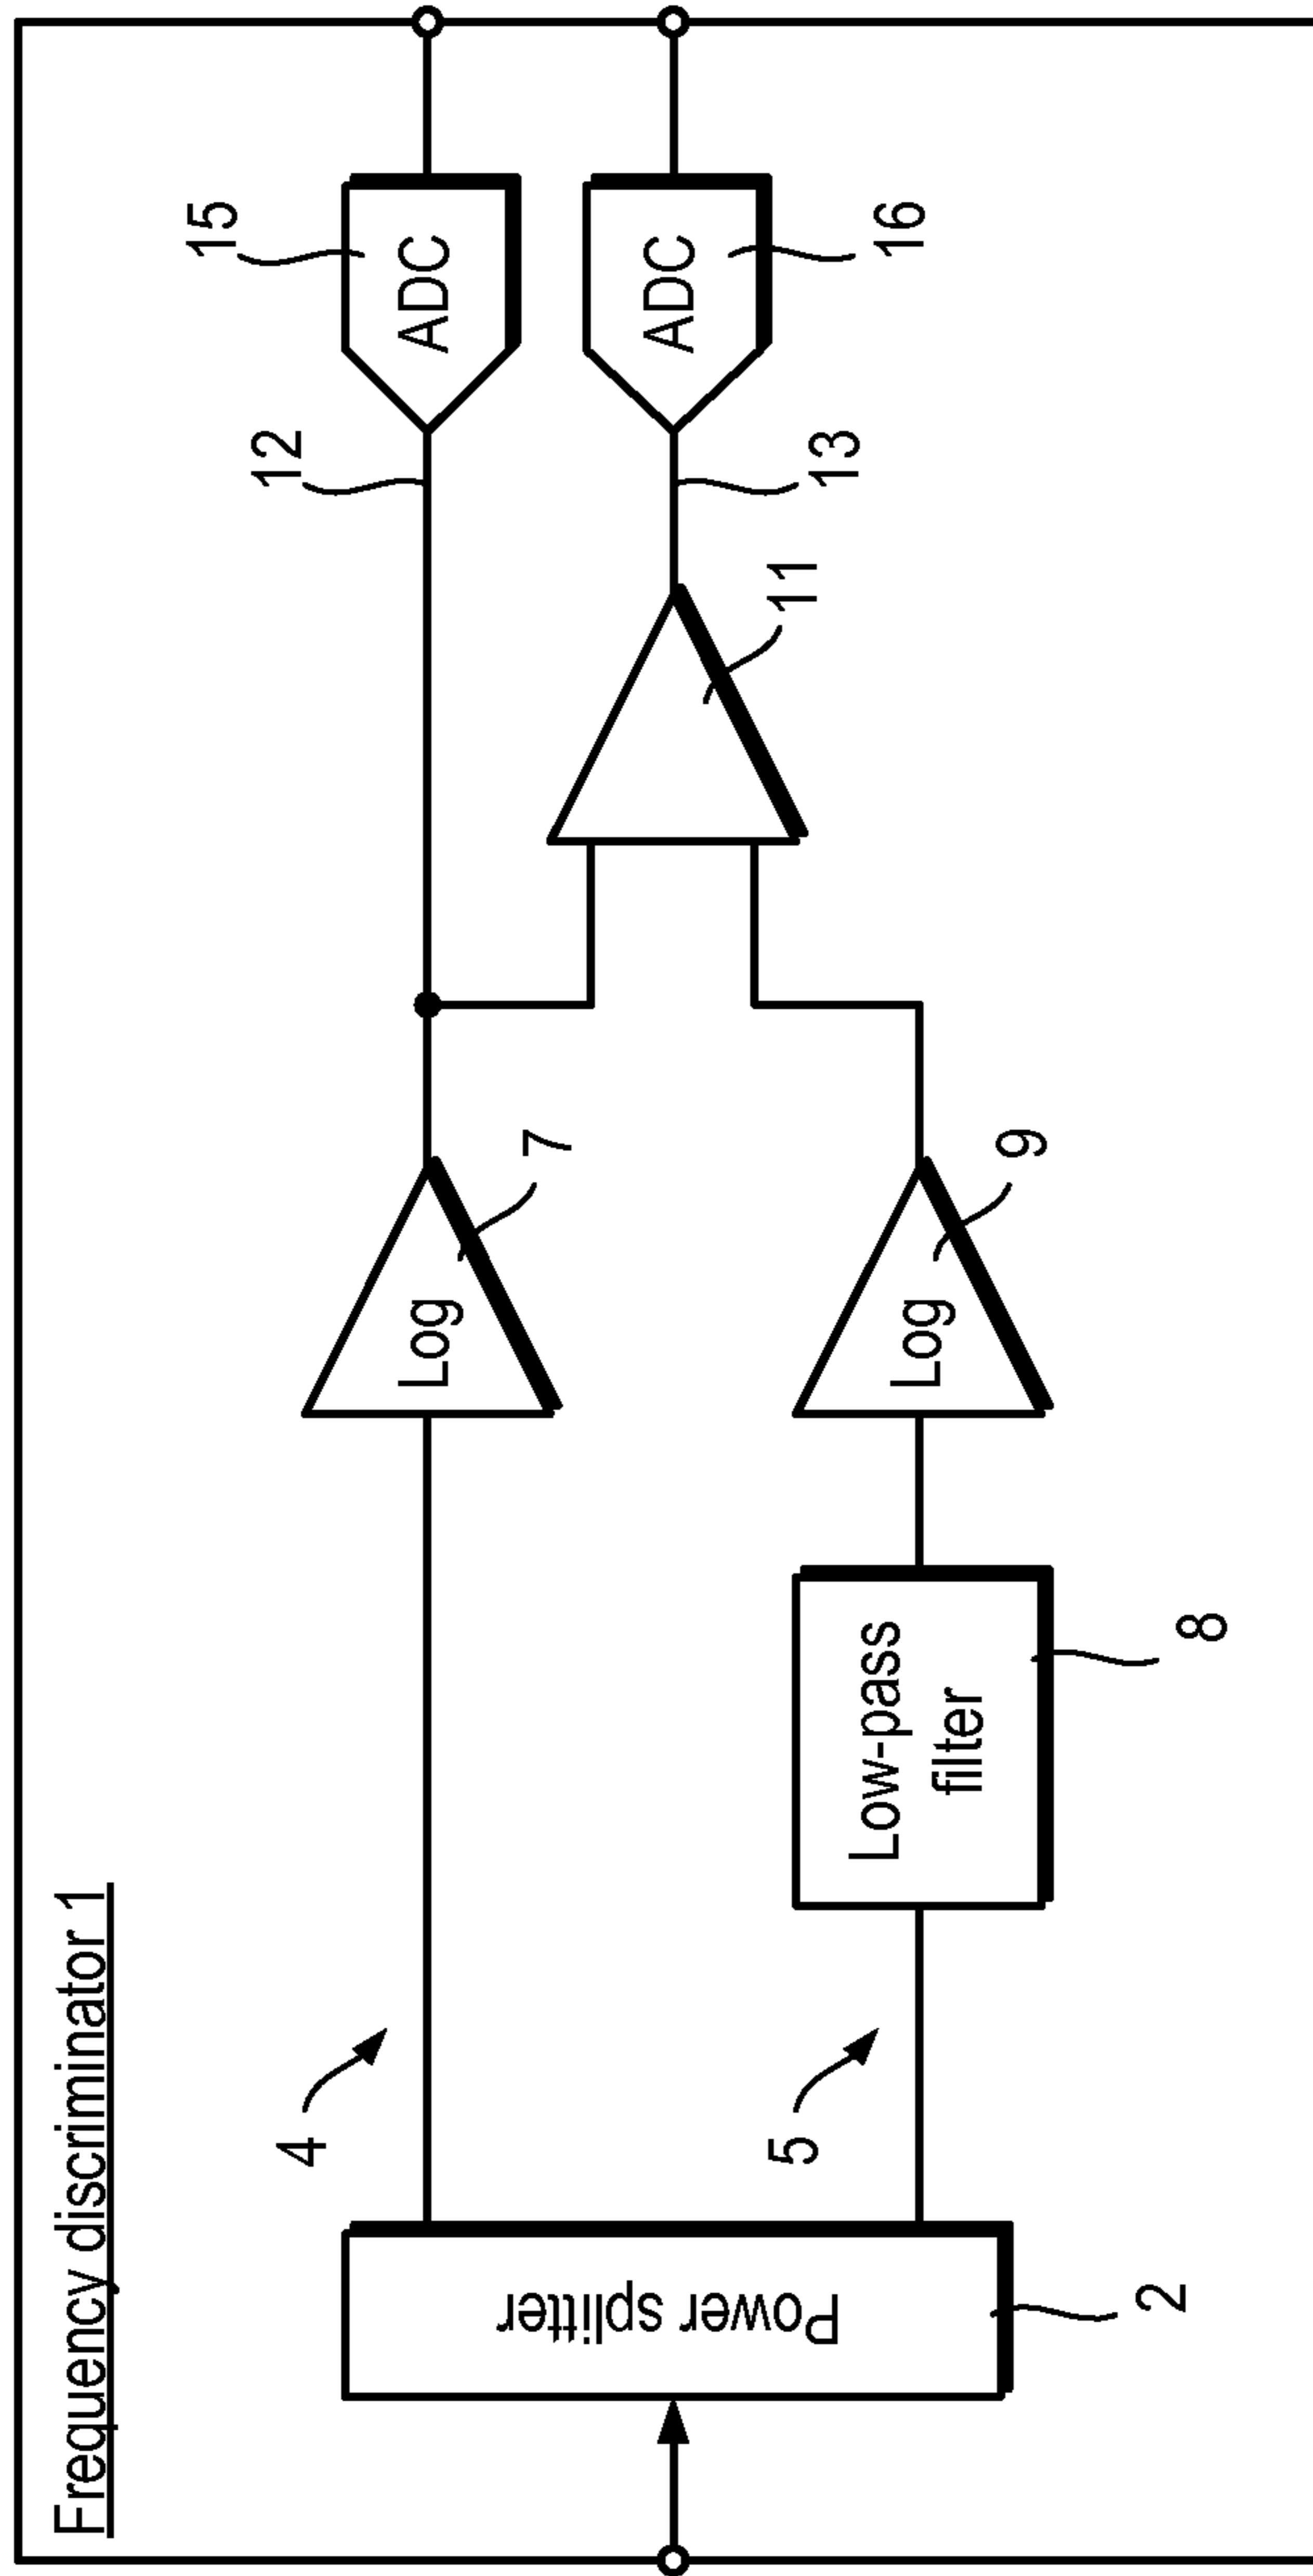 Frequency discriminator 1
4
5
Power splitter
2
Low-pass
filter
8
Log
7
Log
9
11
12
13
15
ADC
ADC
16